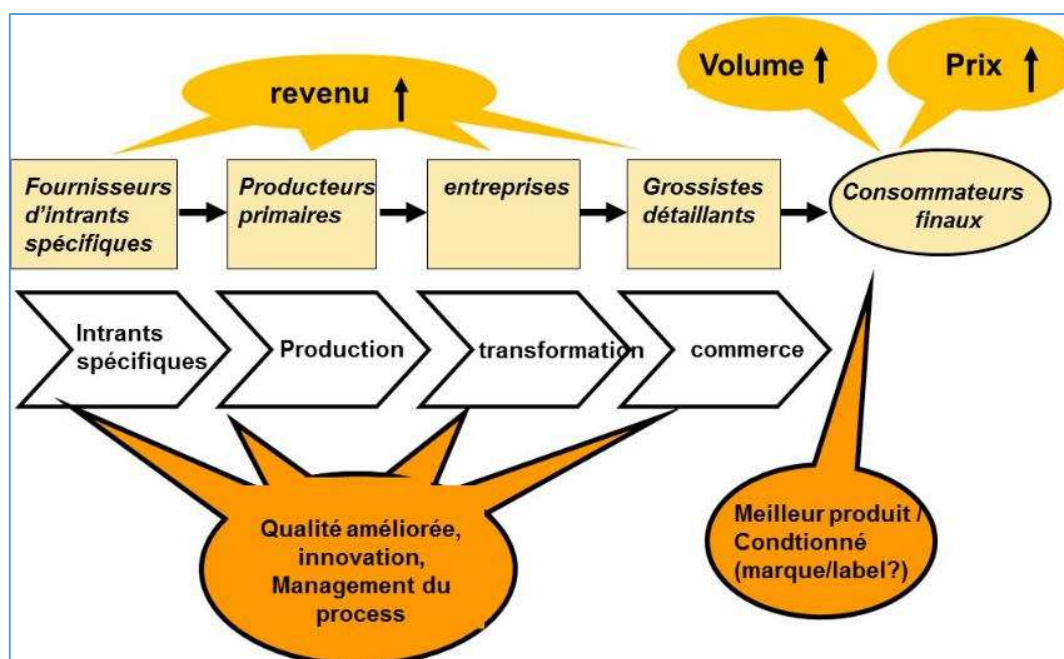 revenu
Volume
Prix
Fournisseurs
d'intrants
spécifiques
Producteurs
primaires
entreprises
Grossistes
détaillants
Consommateurs
finaux
Intrants
spécifiques
Production
transformation
commerce
Qualité améliorée,
innovation,
Management du
process
Meilleur produit /
Condtionné
(marque/label?)